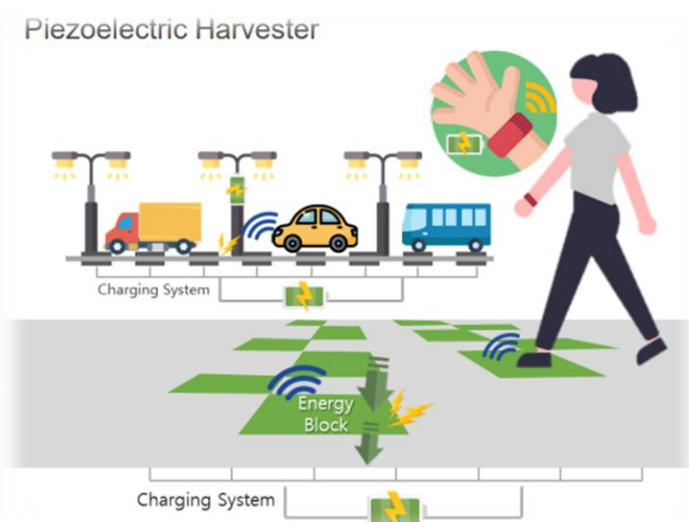 Piezoelectric Harvester
Charging System
Energy
Block
Charging System